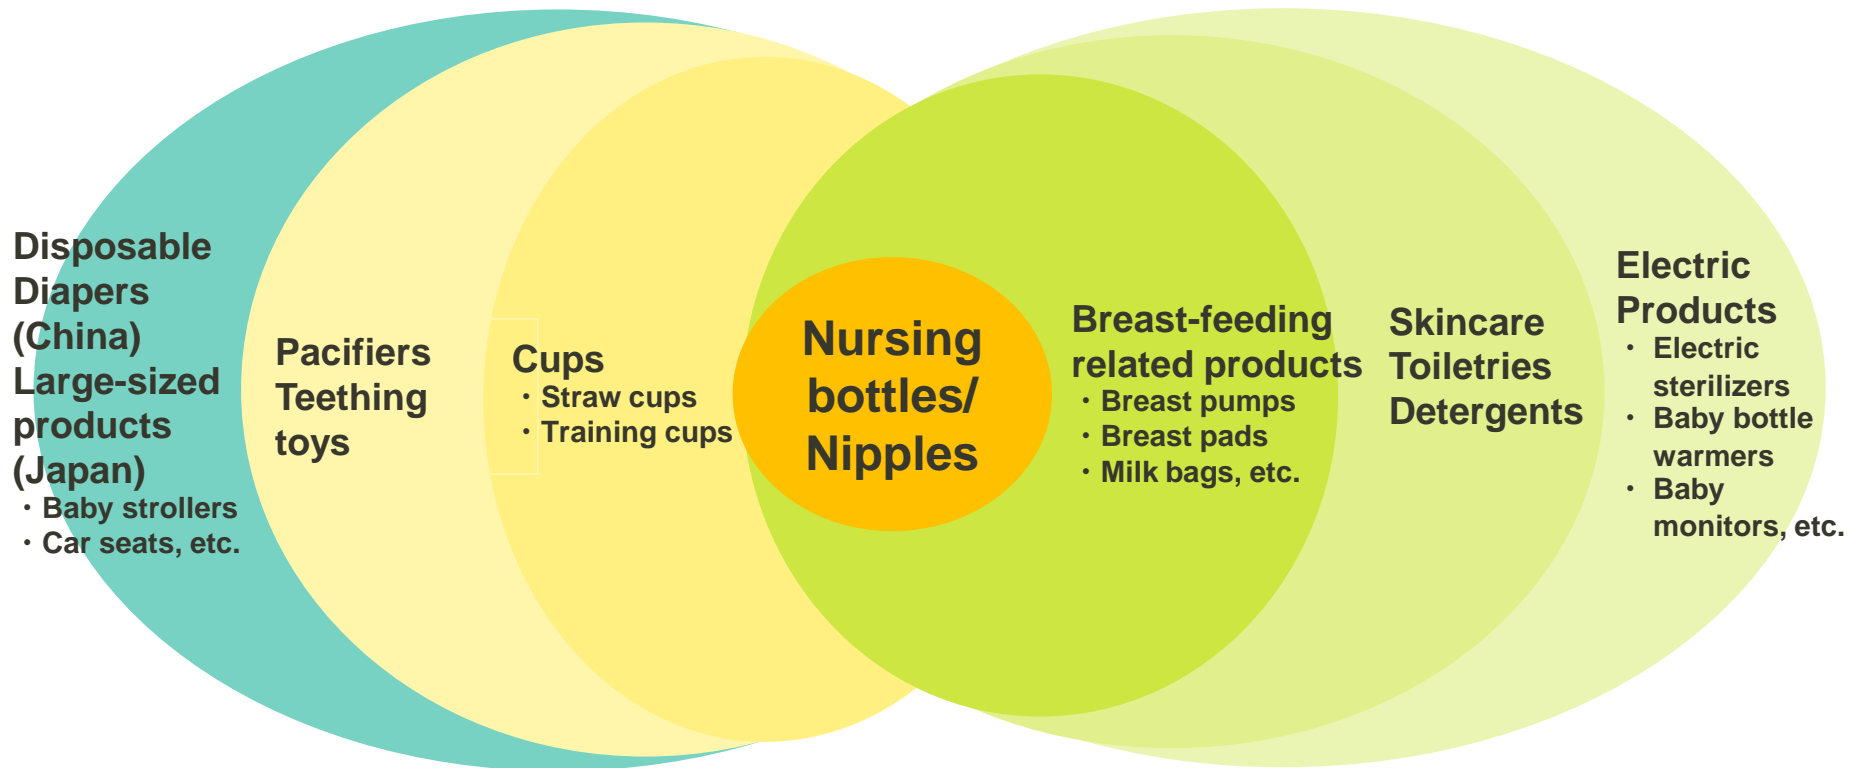 Disposable
Diapers
(China)
Large-sized
products
(Japan)
・Baby strollers
・Car seats, etc.
Pacifiers
Teething
toys
Cups
・Straw cups
・Training cups
Nursing
bottles/
Nipples
Breast-feeding
related products
・Breast pumps
・Breast pads
・Milk bags, etc.
Skincare
Toiletries
Detergents
Electric
Products
・ Electric
sterilizers
・ Baby bottle
warmers
・ Baby
monitors, etc.